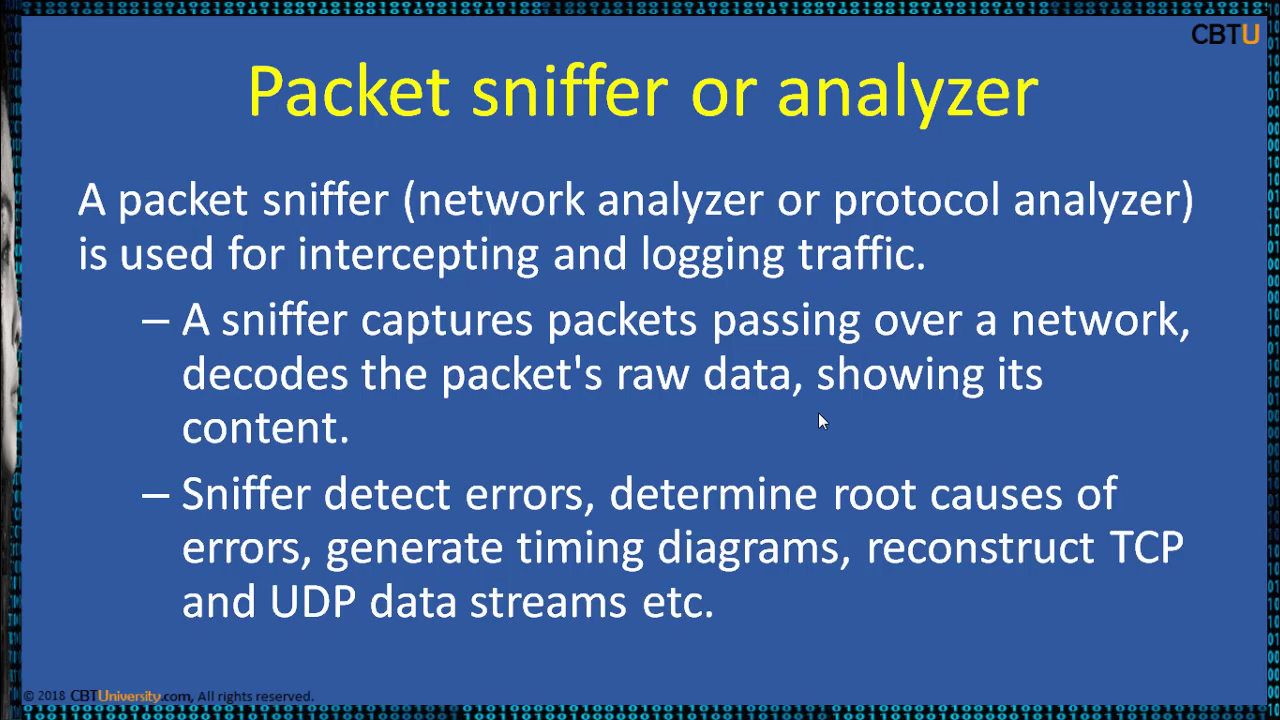 CBTU
Packet sniffer or analyzer
A packet sniffer (network analyzer or protocol analyzer)
is used for intercepting and logging traffic.
– A sniffer captures packets passing over a network,
decodes the packet's raw data, showing its
content.
– Sniffer detect errors, determine root causes of
errors, generate timing diagrams, reconstruct TCP
and UDP data streams etc.
© 2018 CBTUniversity.com, All rights reserved.